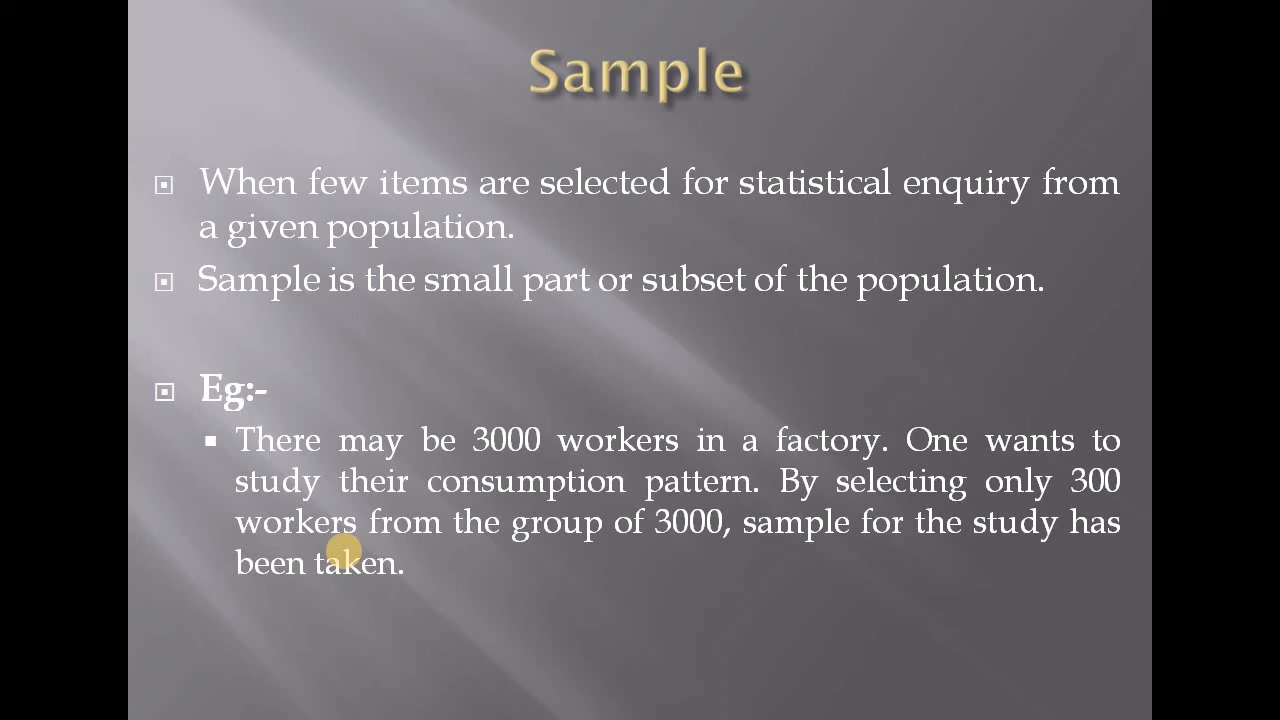 Sample
When few items are selected for statistical enquiry from
a given population.
Sample is the small part or subset of the population.
Eg:-
There may be 3000 workers in a factory. One wants to
study their consumption pattern. By selecting only 300
workers from the group of 3000, sample for the study has
been taken.